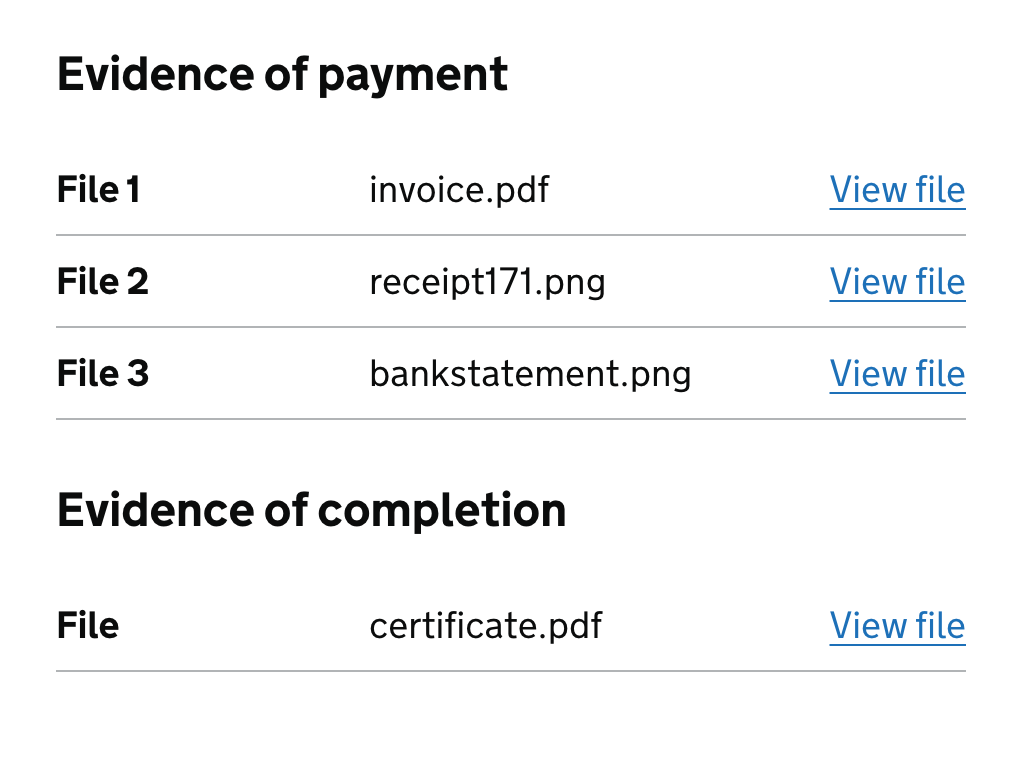 Evidence of payment
File 1 invoice.pdf View file
File 2 receipt171.png View file
File 3 bankstatement.png View file
Evidence of completion
File certificate.pdf View file